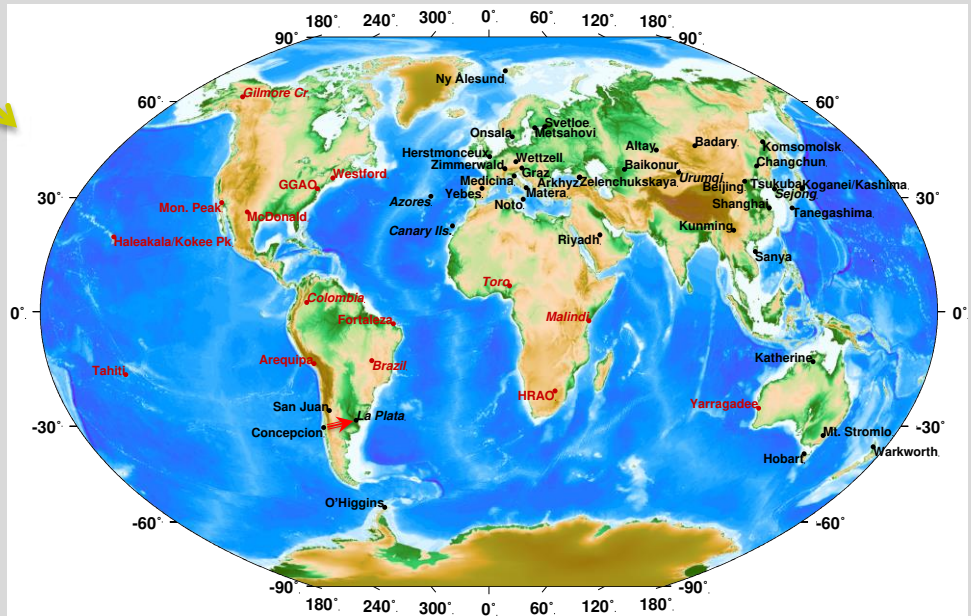 180° 240° 300° 0° 60° 120° 180°
90° 90°
Ny Alesund
Gilmore Cr.
60° 60°
Svetloe
Onsala Metsahovi
Altay Badary Komsomolsk
Herstmonceux Wettzell Changchun
Zimmerwald Graz Baikonur
Westford Medicina Arkhyz Zelenchukskaya Urumqi
GGAO Yebes Matera Beijing Tsukuba Koganei/Kashima
30° Azores Noto Sejong 30°
Mon. Peak Shanghai Tanegashima
McDonald Canary Ils. Kunming
Haleakala/Kokee Pk Riyadh
Sanya
Toro
Colombia
0° Fortaleza Malindi 0°
Arequipa Brazil Katherine
Tahiti
HRAO Yarragadee
San Juan La Plata
-30° Concepcion Mt. Stromlo -30°
Hobart Warkworth
O'Higgins
-60° -60°
-90° -90°
180° 240° 300° 0° 60° 120° 180°